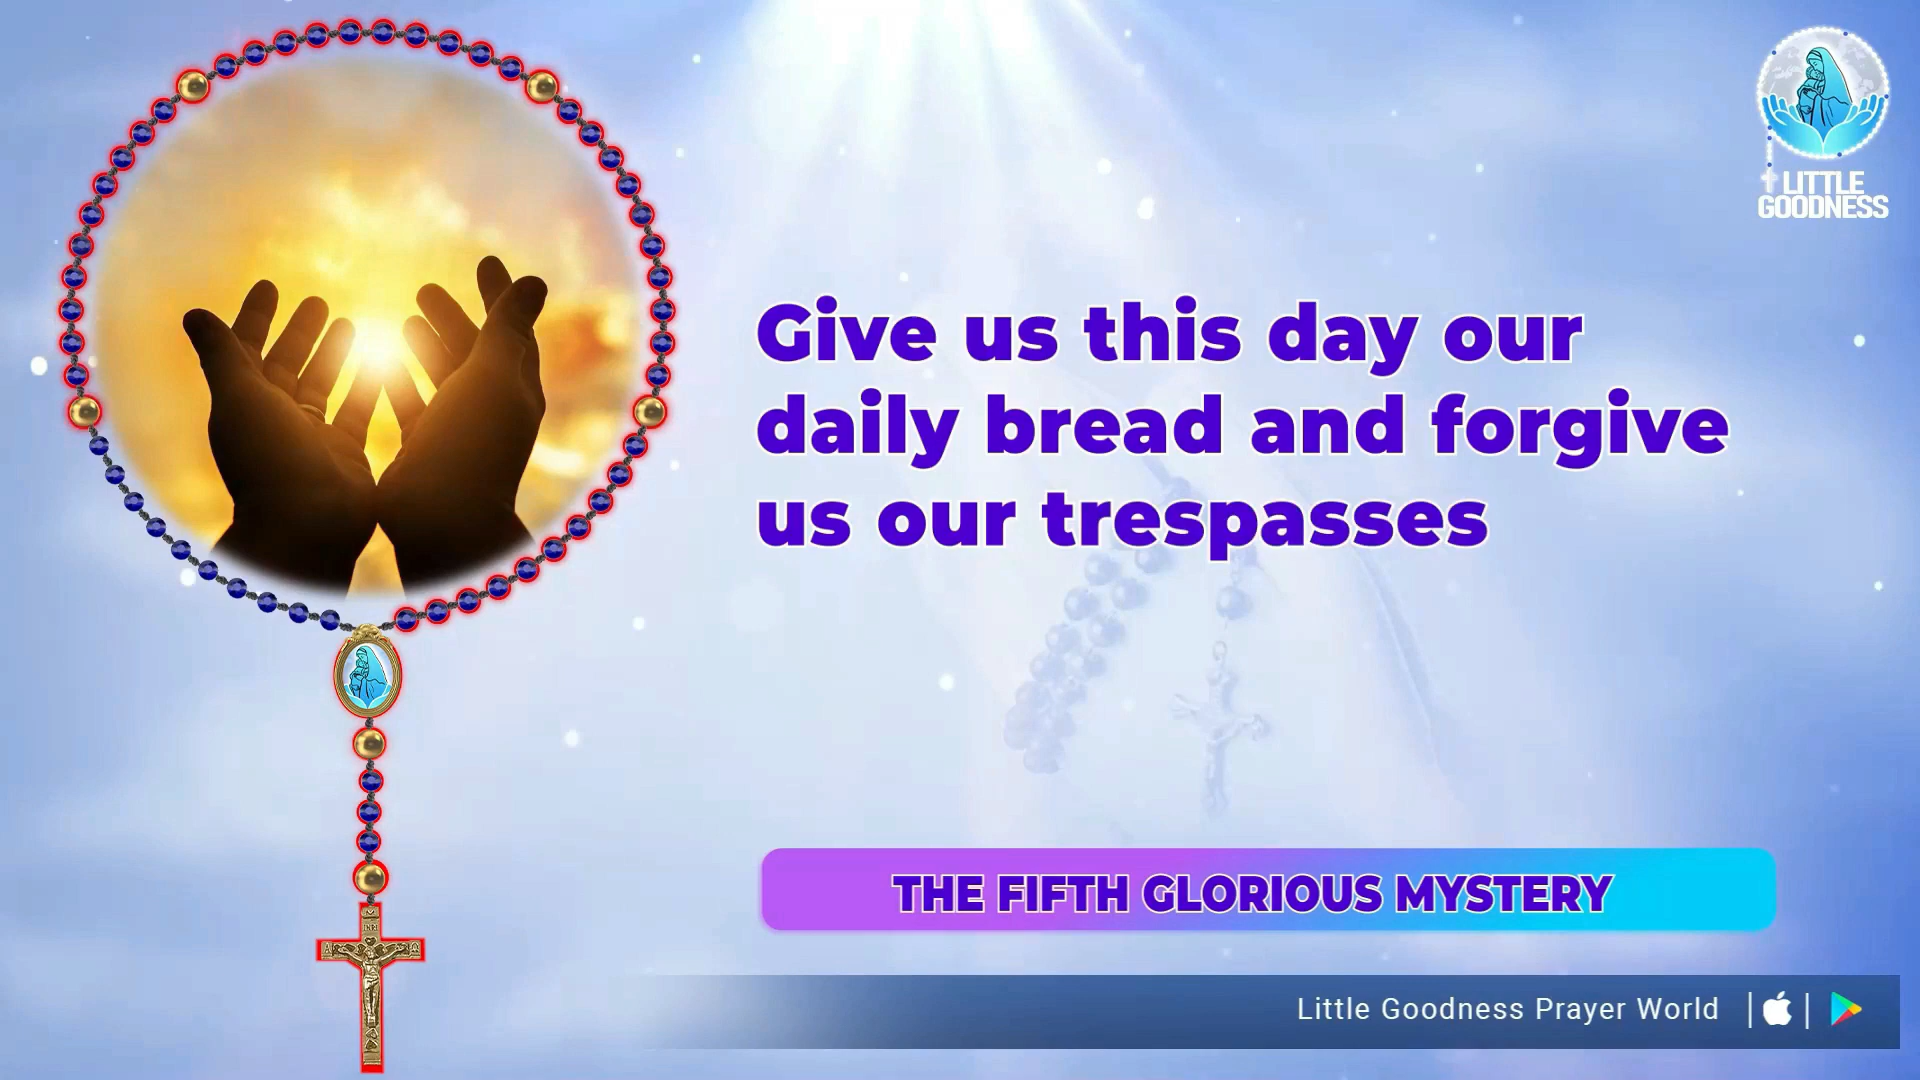 LITTLE
GOODNESS
Give us this day our
daily bread and forgive
us our trespasses
THE FIFTH GLORIOUS MYSTERY
INRI
Little Goodness Prayer World